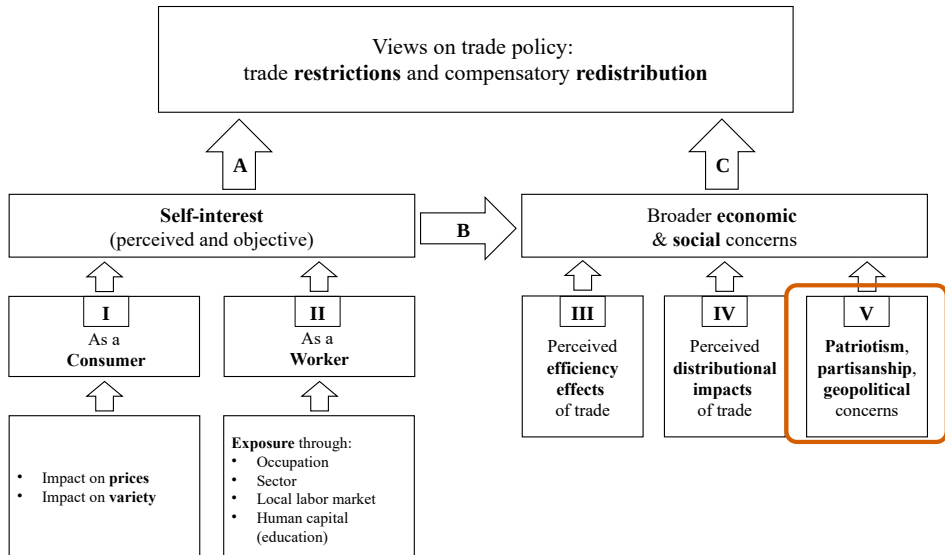 Views on trade policy:
trade restrictions and compensatory redistribution
A
C
Self-interest
(perceived and objective)
B
Broader economic
& social concerns
I
As a
Consumer
II
As a
Worker
III
Perceived
efficiency
effects
of trade
IV
Perceived
distributional
impacts
of trade
V
Patriotism,
partisanship,
geopolitical
concerns
• Impact on prices
• Impact on variety
Exposure through:
• Occupation
• Sector
• Local labor market
• Human capital
(education)